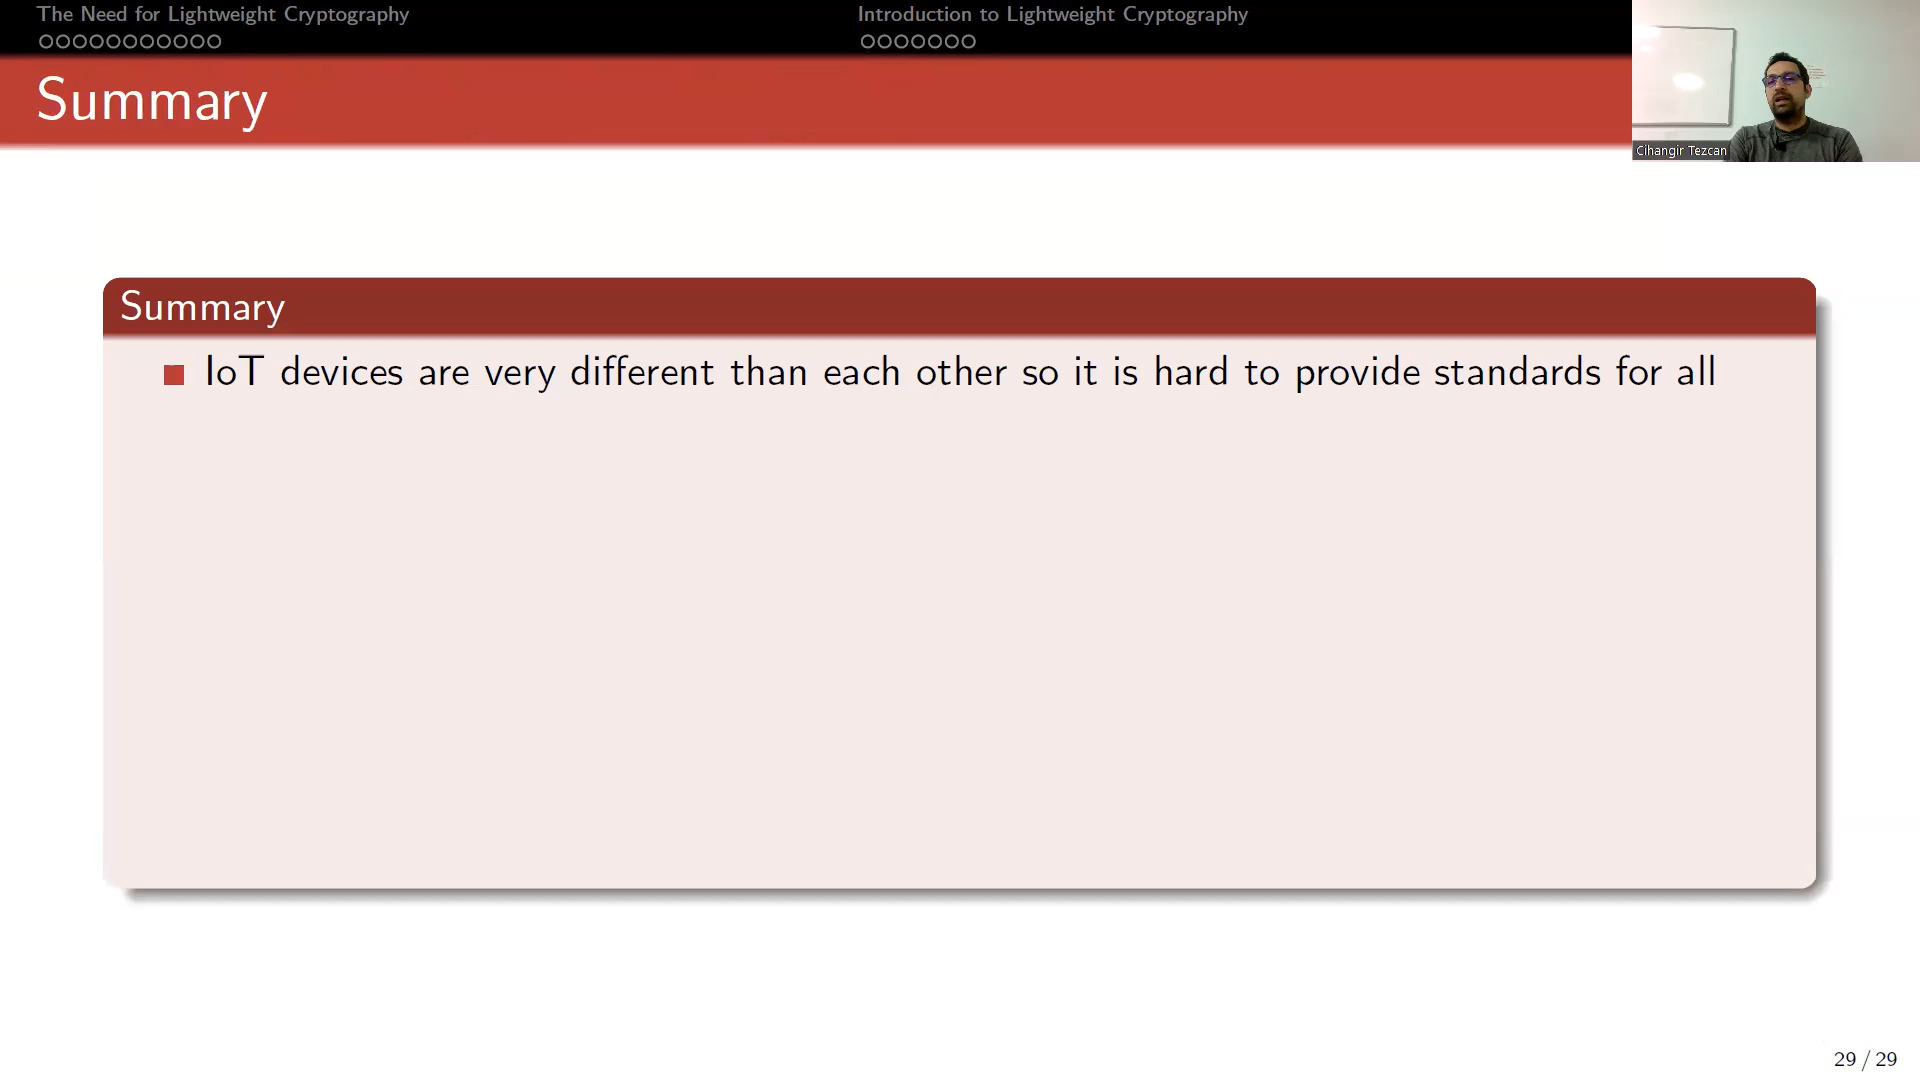 The Need for Lightweight Cryptography
Introduction to Lightweight Cryptography
Summary
Cihangir Tezcan
Summary
IoT devices are very different than each other so it is hard to provide standards for all
29 / 29